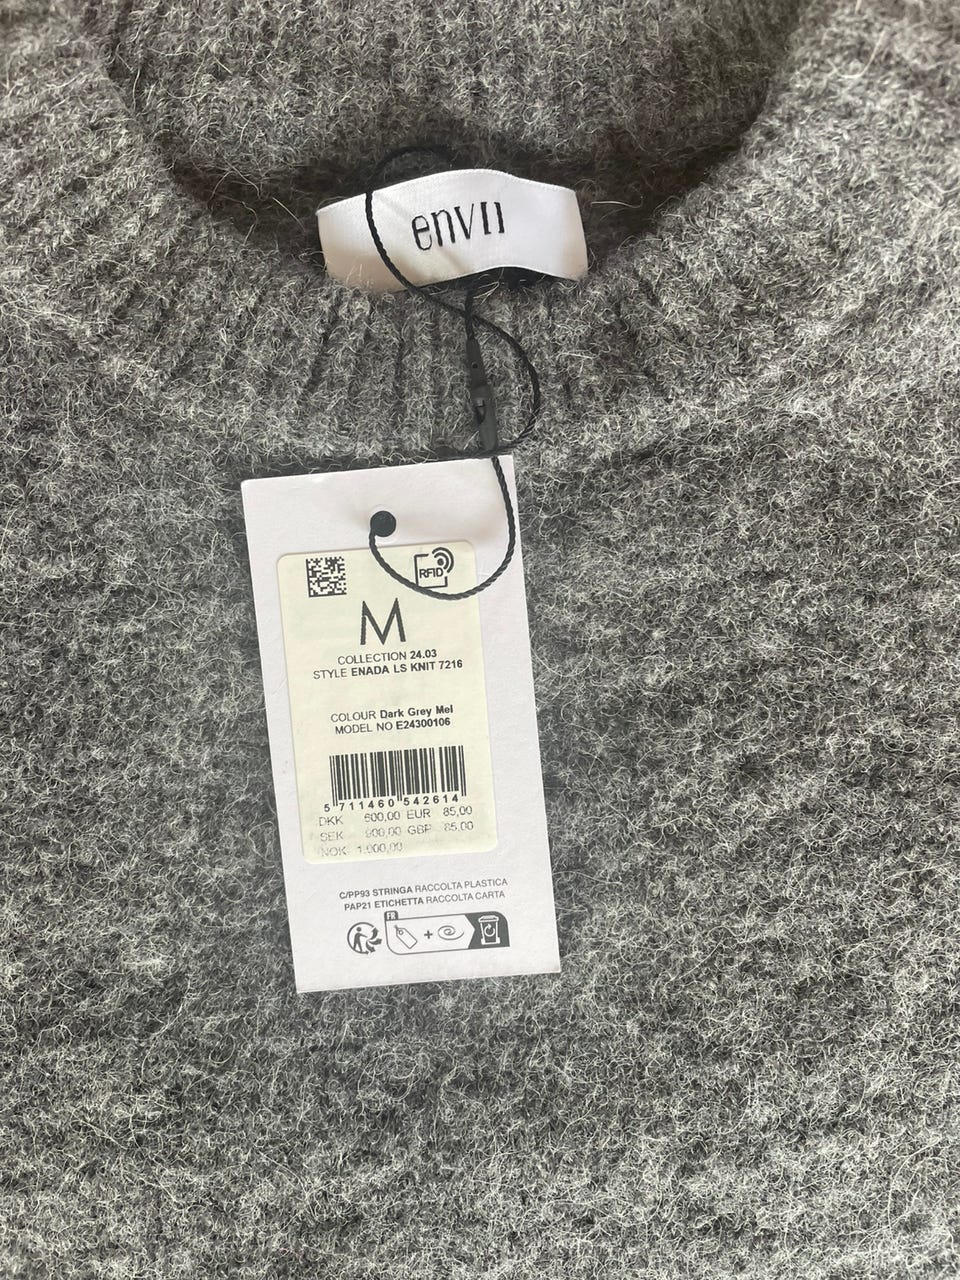 envii
RFID
M
COLLECTION 24.03
STYLE ENADA LS KNIT 7216
COLOUR Dark Grey Mel
MODEL NO E24300106
5 711460 542614
DKK 600,00 EUR 85,00
SEK 900,00 GBP 85,00
NOK 1.000,00
C/PP93 STRINGA RACCOLTA PLASTICA
PAP21 ETICHETTA RACCOLTA CARTA
FR
+